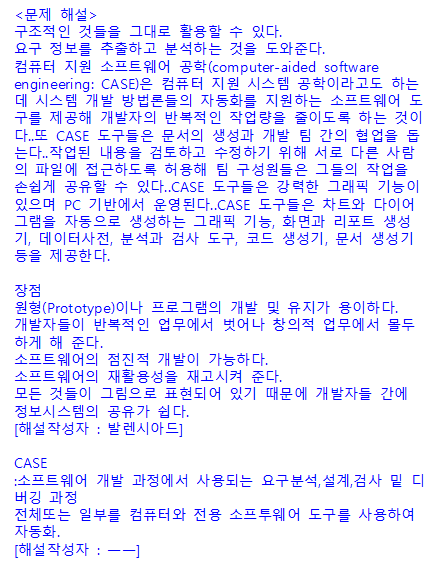 <문제 해설>
구조적인 것들을 그대로 활용할 수 있다.
요구 정보를 추출하고 분석하는 것을 도와준다.
컴퓨터 지원 소프트웨어 공학(computer-aided software
engineering: CASE)은 컴퓨터 지원 시스템 공학이라고도 하는
데 시스템 개발 방법론들의 자동화를 지원하는 소프트웨어 도
구를 제공해 개발자의 반복적인 작업량을 줄이도록 하는 것이
다..또 CASE 도구들은 문서의 생성과 개발 팀 간의 협업을 돕
는다..작업된 내용을 검토하고 수정하기 위해 서로 다른 사람
의 파일에 접근하도록 허용해 팀 구성원들은 그들의 작업을
손쉽게 공유할 수 있다..CASE 도구들은 강력한 그래픽 기능이
있으며 PC 기반에서 운영된다..CASE 도구들은 차트와 다이어
그램을 자동으로 생성하는 그래픽 기능, 화면과 리포트 생성
기, 데이터사전, 분석과 검사 도구, 코드 생성기, 문서 생성기
등을 제공한다.

장점
원형(Prototype)이나 프로그램의 개발 및 유지가 용이하다.
개발자들이 반복적인 업무에서 벗어나 창의적 업무에서 몰두
하게 해 준다.
소프트웨어의 점진적 개발이 가능하다.
소프트웨어의 재활용성을 재고시켜 준다.
모든 것들이 그림으로 표현되어 있기 때문에 개발자들 간에
정보시스템의 공유가 쉽다.
[해설작성자 : 발렌시아드]

CASE
:소프트웨어 개발 과정에서 사용되는 요구분석,설계,검사 밑 디
버깅 과정
전체또는 일부를 컴퓨터와 전용 소프투웨어 도구를 사용하여
자동화.
[해설작성자 : ㅡㅡ]